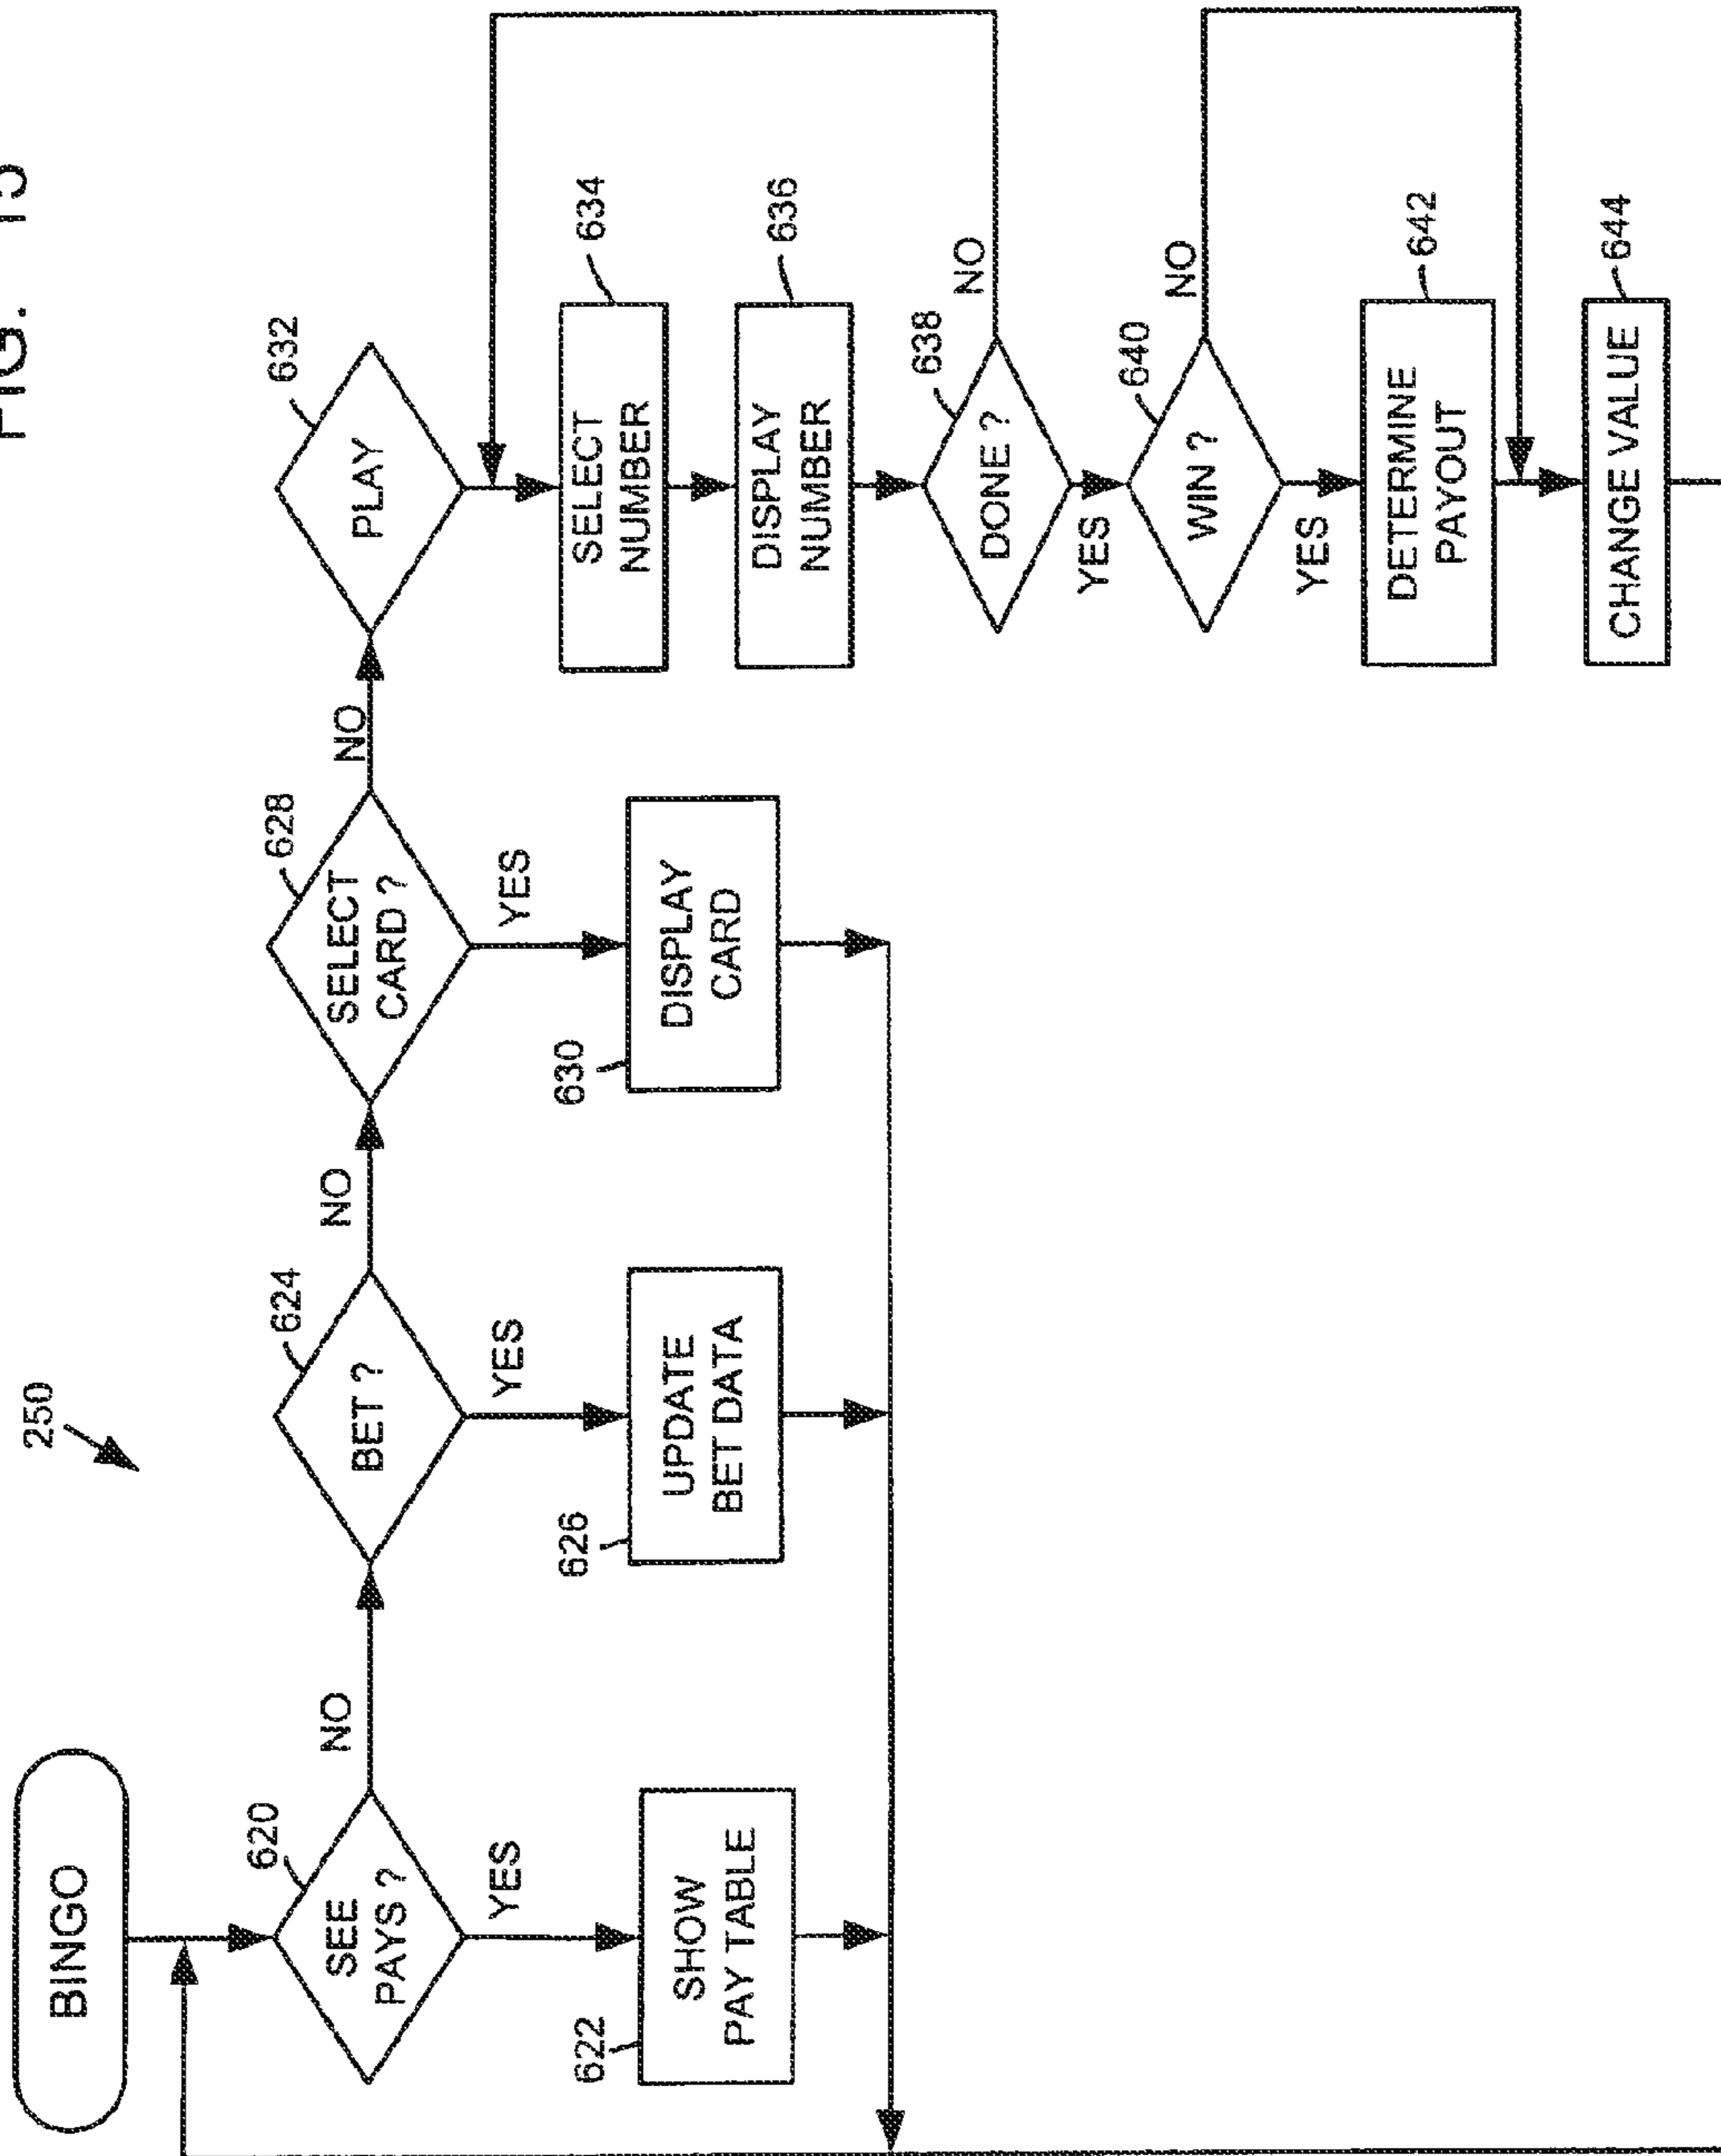 FIG. 15
250
BINGO
620
SEE
PAYS ?
NO
YES
622
SHOW
PAY TABLE
624
BET ?
NO
YES
626
UPDATE
BET DATA
628
SELECT
CARD ?
NO
YES
630
DISPLAY
CARD
632
PLAY
634
SELECT
NUMBER
636
DISPLAY
NUMBER
638
DONE ?
NO
YES
640
WIN ?
NO
YES
642
DETERMINE
PAYOUT
644
CHANGE VALUE